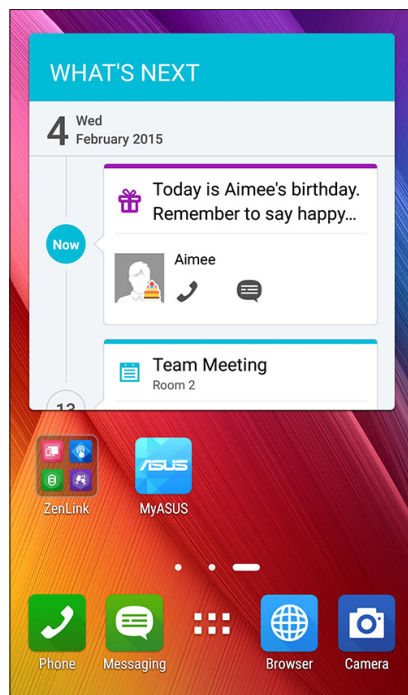 WHAT'S NEXT
4
Wed
February 2015
Today is Aimee's birthday.
Remember to say happy...
Now
Aimee
Team Meeting
Room 2
ZenLink
ASUS
MyASUS
Phone
Messaging
Browser
Camera